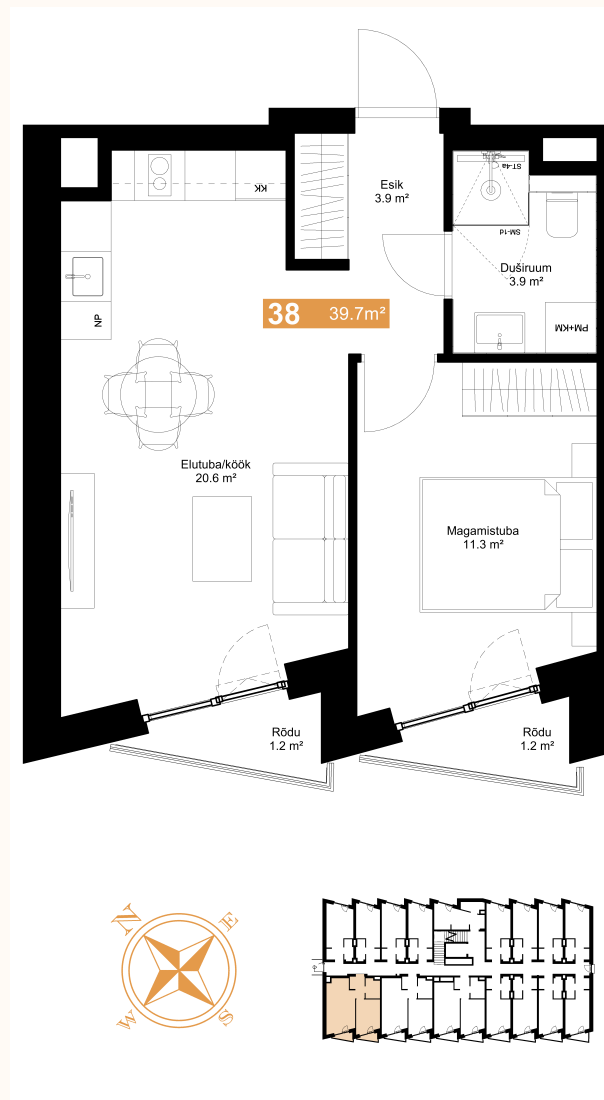 ST-4a
KK
Esik
3.9 m²
SM-1d
Duširuum
3.9 m²
38 39.7m²
NP
PM+KM
Elutuba/köök
20.6 m²
Magamistuba
11.3 m²
Rõdu
1.2 m²
Rõdu
1.2 m²
N
E
W
S